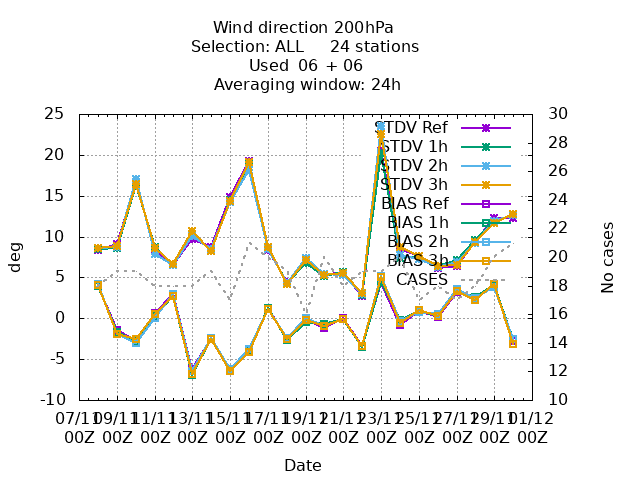 Wind direction 200hPa
Selection: ALL 24 stations
Used 06 + 06
Averaging window: 24h
25 20 15 10 5 0 -5 -10
deg
30 28 26 24 22 20 18 16 14 12 10
No cases
STDV Ref
STDV 1h
STDV 2h
STDV 3h
BIAS Ref
BIAS 1h
BIAS 2h
BIAS 3h
CASES
07/11 09/11 11/11 13/11 15/11 17/11 19/11 21/11 23/11 25/11 27/11 29/11 01/12
00Z 00Z 00Z 00Z 00Z 00Z 00Z 00Z 00Z 00Z 00Z 00Z 00Z
Date